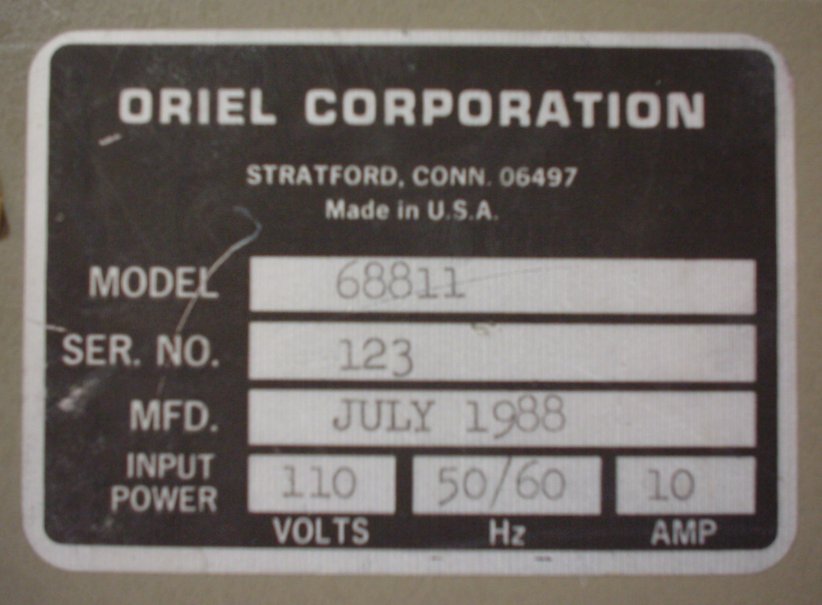 ORIEL CORPORATION
STRATFORD, CONN. 06497
Made in U.S.A.
MODEL 68811
SER. NO. 123
MFD. JULY 1988
INPUT POWER 110 50/60 10
VOLTS Hz AMP